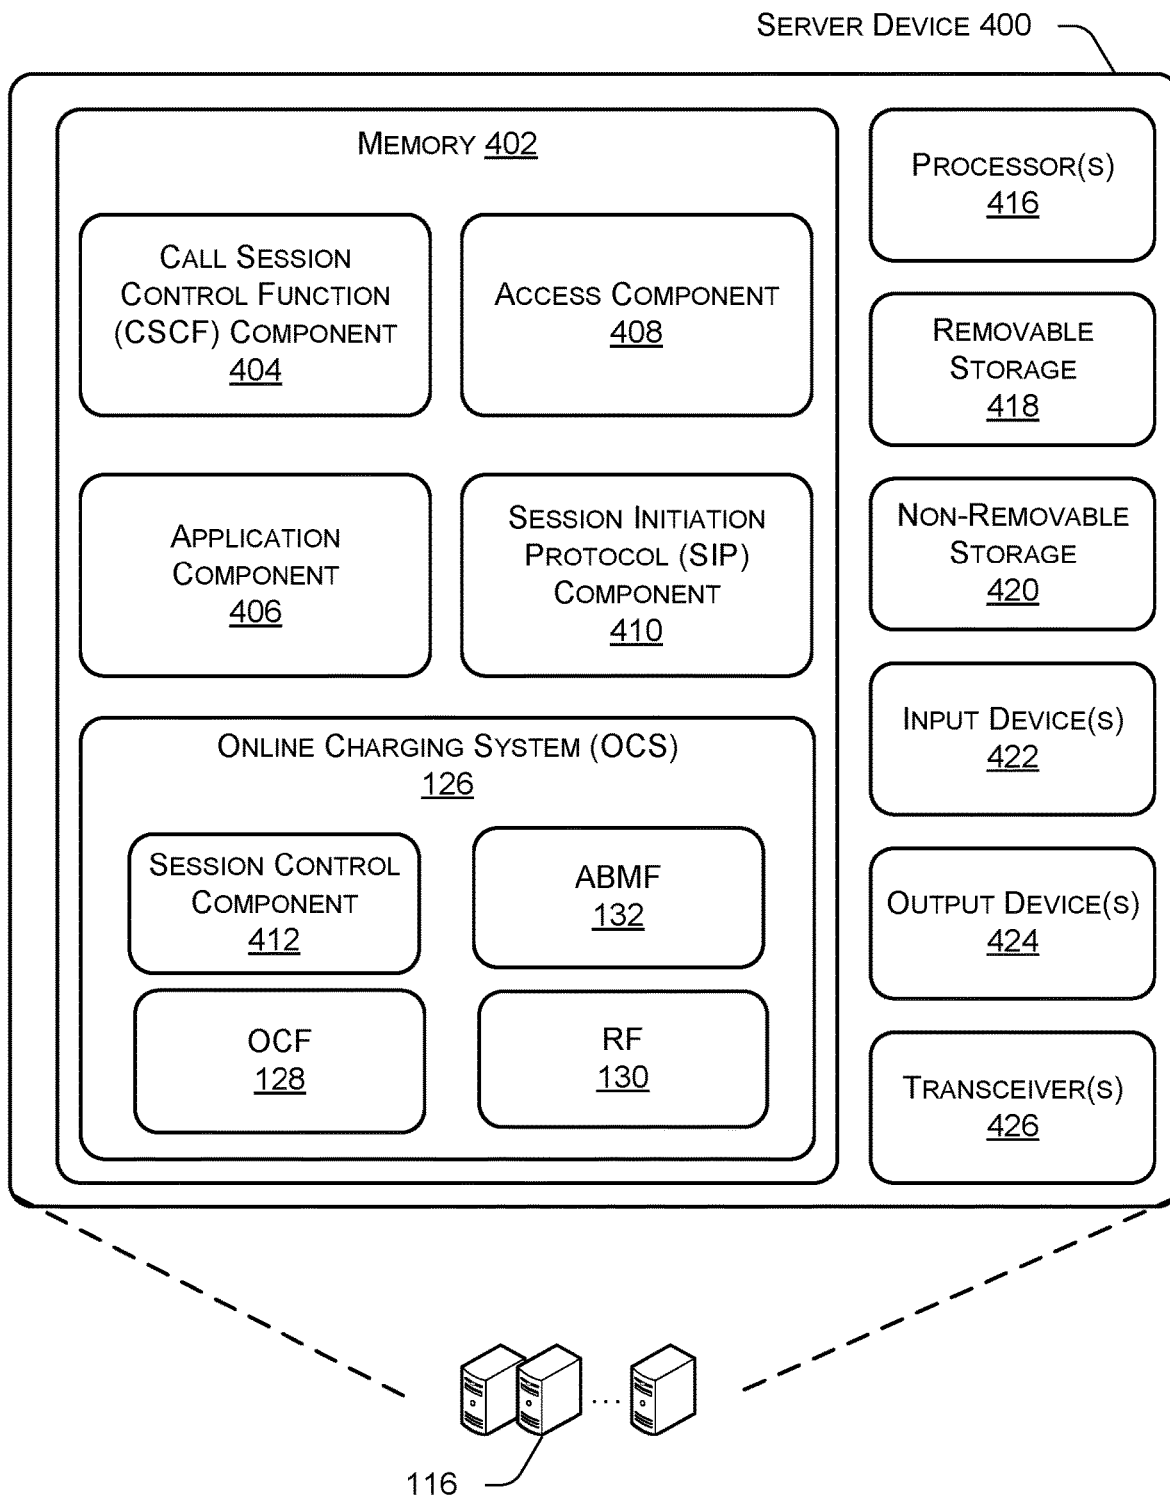 SERVER DEVICE 400
MEMORY 402
CALL SESSION
CONTROL FUNCTION
(CSCF) COMPONENT
404
ACCESS COMPONENT
408
APPLICATION
COMPONENT
406
SESSION INITIATION
PROTOCOL (SIP)
COMPONENT
410
ONLINE CHARGING SYSTEM (OCS)
126
SESSION CONTROL
COMPONENT
412
ABMF
132
OCF
128
RF
130
PROCESSOR(S)
416
REMOVABLE
STORAGE
418
NON-REMOVABLE
STORAGE
420
INPUT DEVICE(S)
422
OUTPUT DEVICE(S)
424
TRANSCEIVER(S)
426
...
116